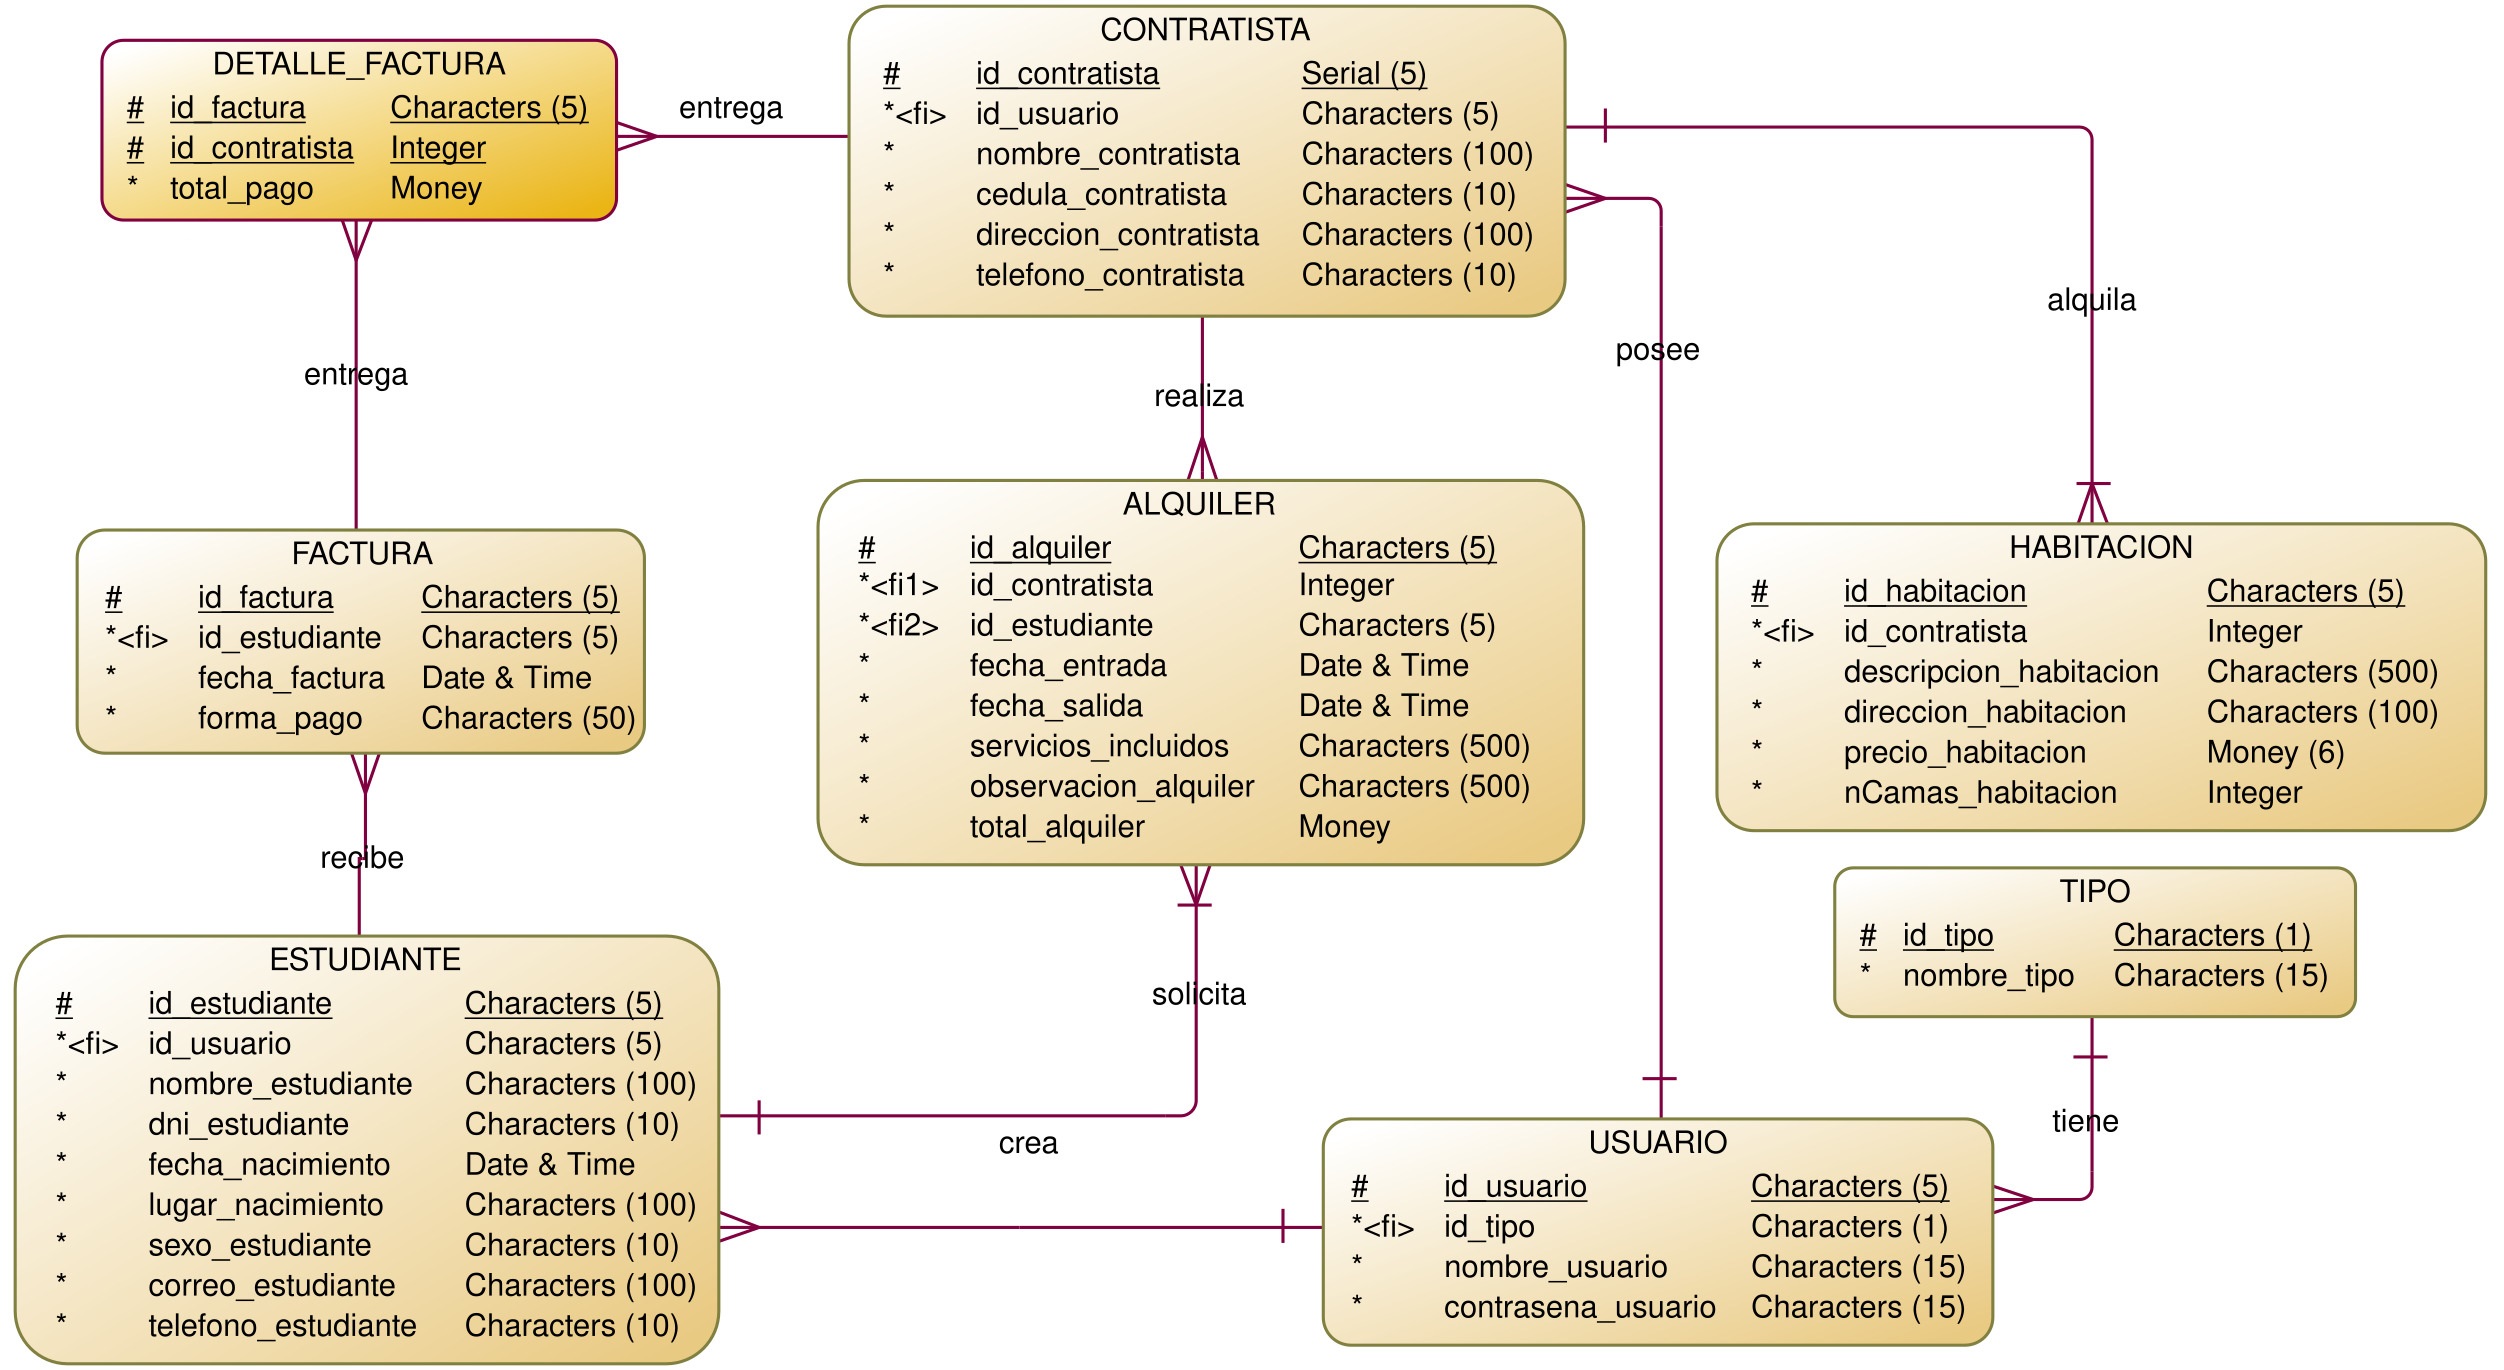 DETALLE_FACTURA
# id_factura Characters (5)
# id_contratista Integer
* total_pago Money
entrega
CONTRATISTA
# id_contratista Serial (5)
*<fi> id_usuario Characters (5)
* nombre_contratista Characters (100)
* cedula_contratista Characters (10)
* direccion_contratista Characters (100)
* telefono_contratista Characters (10)
alquila
posee
entrega
realiza
FACTURA
# id_factura Characters (5)
*<fi> id_estudiante Characters (5)
* fecha_factura Date & Time
* forma_pago Characters (50)
ALQUILER
# id_alquiler Characters (5)
*<fi1> id_contratista Integer
*<fi2> id_estudiante Characters (5)
* fecha_entrada Date & Time
* fecha_salida Date & Time
* servicios_incluidos Characters (500)
* observacion_alquiler Characters (500)
* total_alquiler Money
HABITACION
# id_habitacion Characters (5)
*<fi> id_contratista Integer
* descripcion_habitacion Characters (500)
* direccion_habitacion Characters (100)
* precio_habitacion Money (6)
* nCamas_habitacion Integer
recibe
TIPO
# id_tipo Characters (1)
* nombre_tipo Characters (15)
ESTUDIANTE
# id_estudiante Characters (5)
*<fi> id_usuario Characters (5)
* nombre_estudiante Characters (100)
* dni_estudiante Characters (10)
* fecha_nacimiento Date & Time
* lugar_nacimiento Characters (100)
* sexo_estudiante Characters (10)
* correo_estudiante Characters (100)
* telefono_estudiante Characters (10)
solicita
crea
tiene
USUARIO
# id_usuario Characters (5)
*<fi> id_tipo Characters (1)
* nombre_usuario Characters (15)
* contrasena_usuario Characters (15)